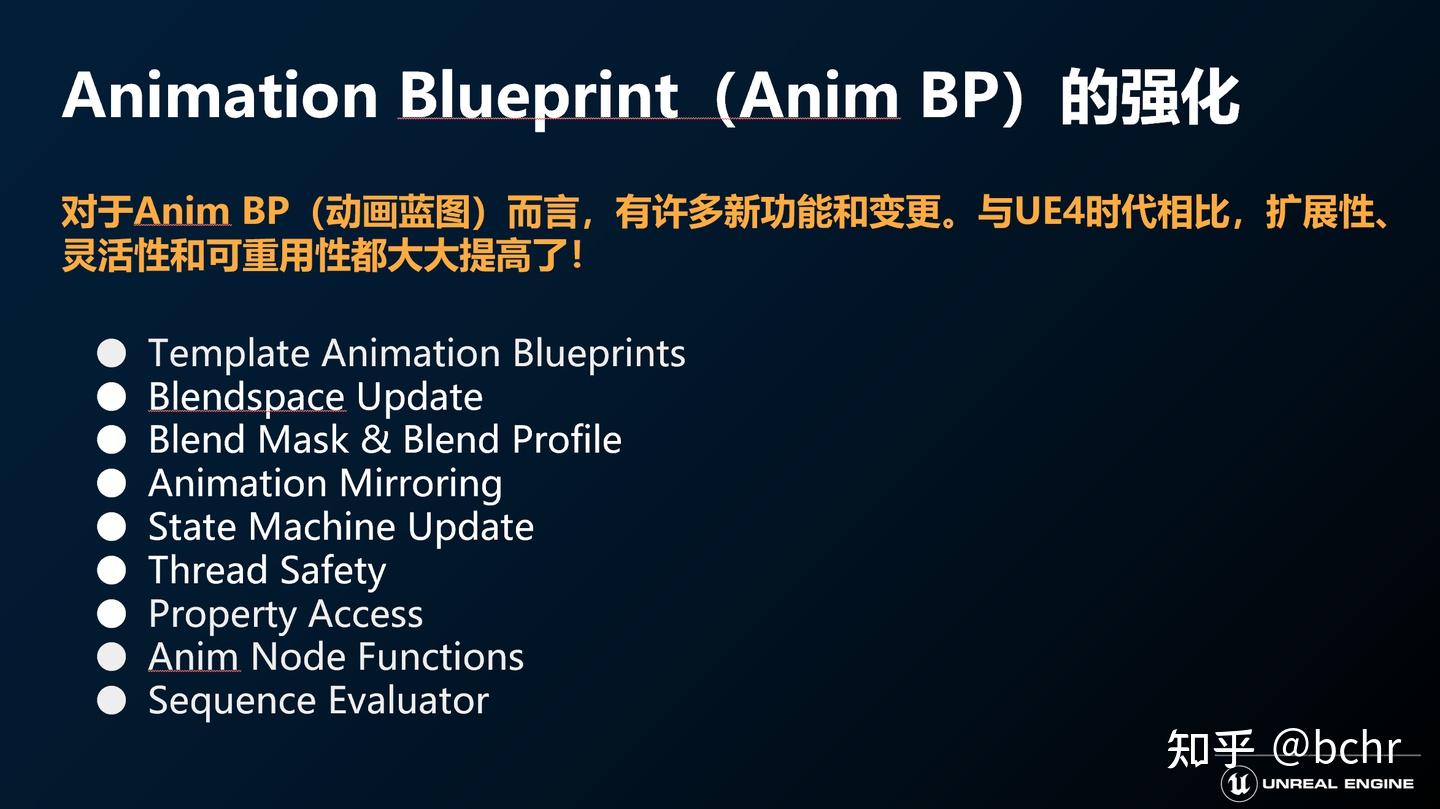 Animation Blueprint（Anim BP）的强化
对于Anim BP（动画蓝图）而言，有许多新功能和变更。与UE4时代相比，扩展性、
灵活性和可重用性都大大提高了！
● Template Animation Blueprints
● Blendspace Update
● Blend Mask & Blend Profile
● Animation Mirroring
● State Machine Update
● Thread Safety
● Property Access
● Anim Node Functions
● Sequence Evaluator
知乎 @bchr
UNREAL ENGINE